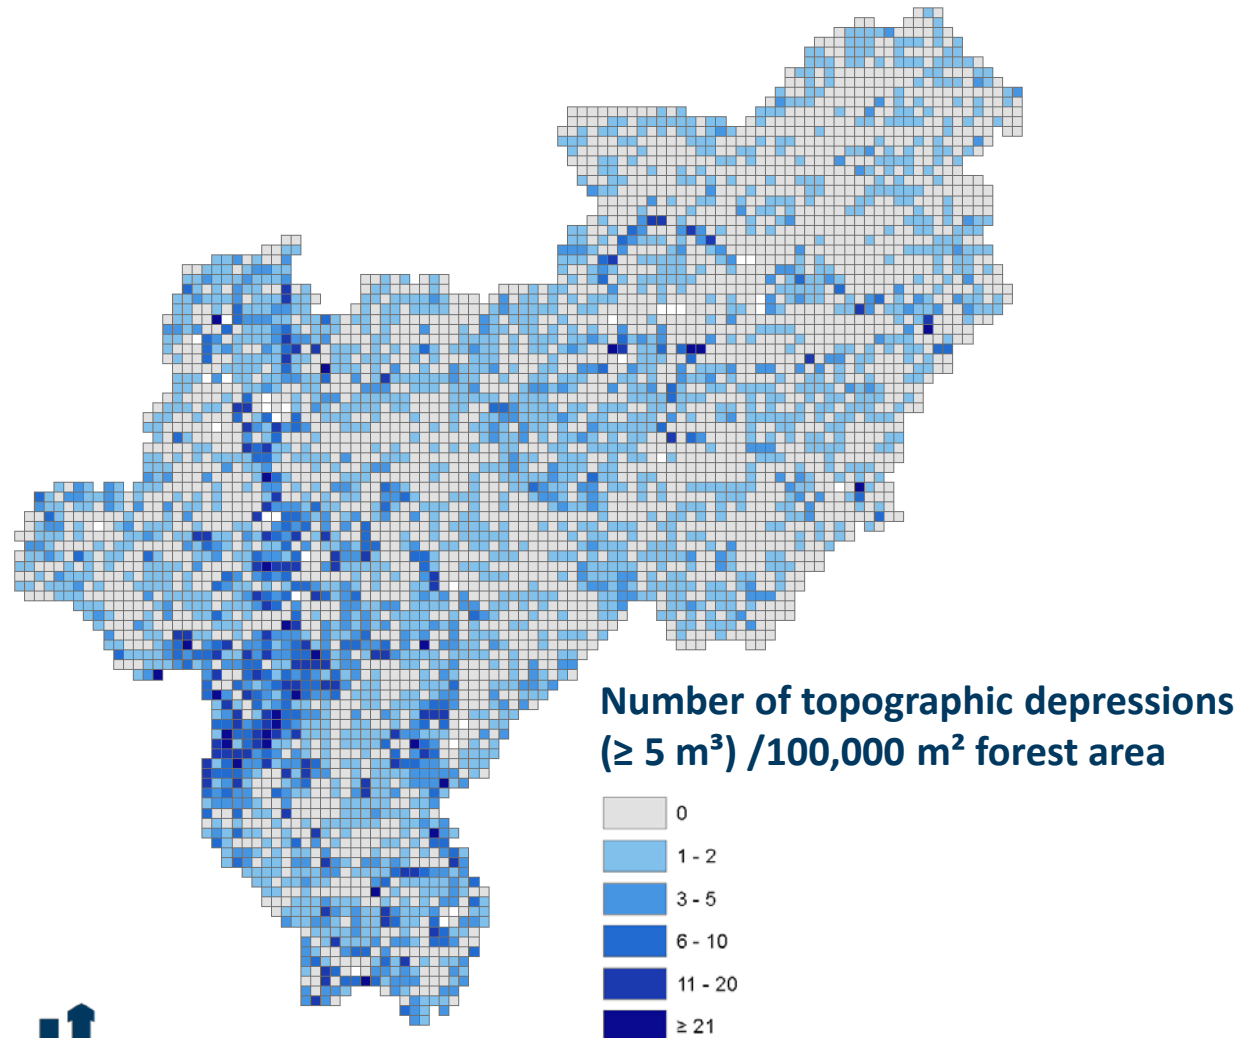 Number of topographic depressions
(≥ 5 m³) /100,000 m² forest area
0
1 - 2
3 - 5
6 - 10
11 - 20
≥ 21